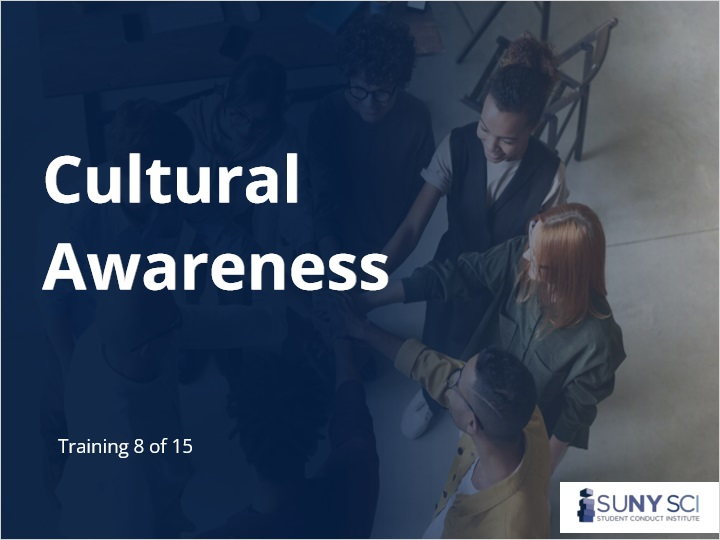 Cultural
Awareness
Training 8 of 15
SUNY SCI
STUDENT CONDUCT INSTITUTE